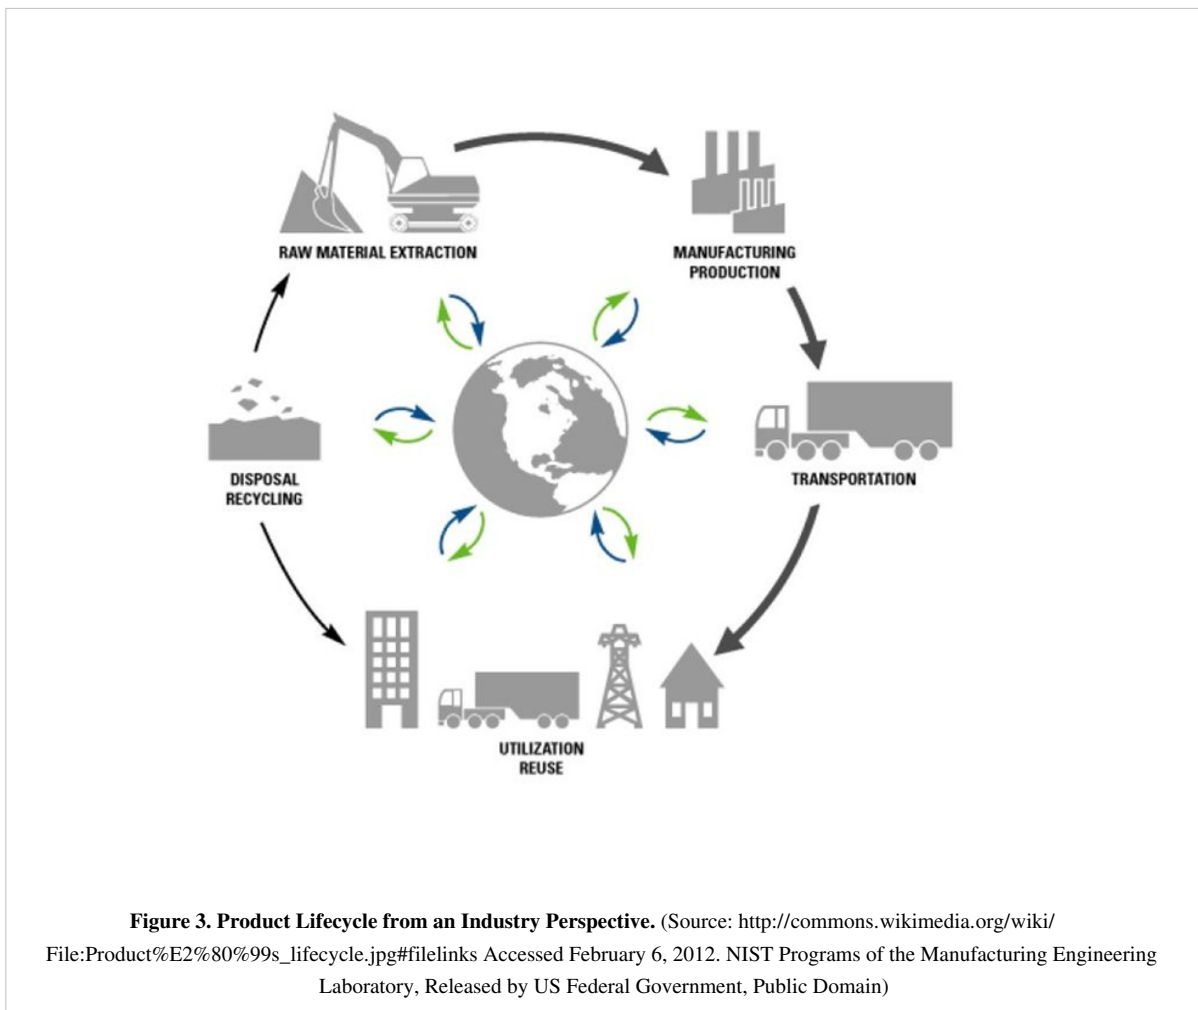 RAW MATERIAL EXTRACTION
MANUFACTURING
PRODUCTION
DISPOSAL
RECYCLING
TRANSPORTATION
UTILIZATION
REUSE
Figure 3. Product Lifecycle from an Industry Perspective. (Source: http://commons.wikimedia.org/wiki/
File:Product%E2%80%99s_lifecycle.jpg#filelinks Accessed February 6, 2012. NIST Programs of the Manufacturing Engineering
Laboratory, Released by US Federal Government, Public Domain)